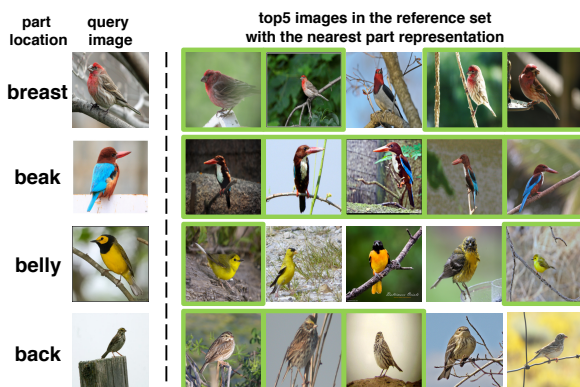 part
location
query
image
top5 images in the reference set
with the nearest part representation
breast
beak
belly
back